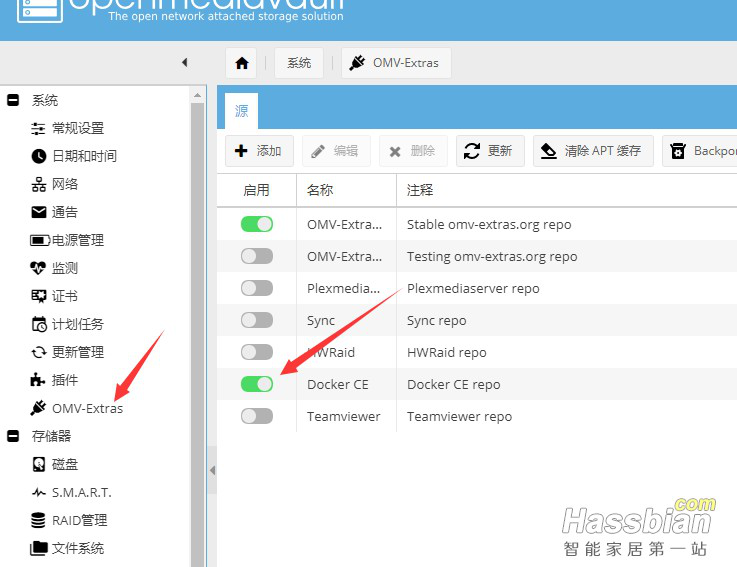 openmediavault
The open network attached storage solution
系统
OMV-Extras
系统
常规设置
日期和时间
网络
通告
电源管理
监测
证书
计划任务
更新管理
插件
OMV-Extras
存储器
磁盘
S.M.A.R.T.
RAID管理
文件系统
源
添加
编辑
删除
更新
清除 APT 缓存
Backpor
启用 名称 注释
OMV-Extra... Stable omv-extras.org repo
OMV-Extra... Testing omv-extras.org repo
Plexmedia... Plexmediaserver repo
Sync Sync repo
HWRaid HWRaid repo
Docker CE Docker CE repo
Teamviewer Teamviewer repo
Hassbian.com
智能家居第一站